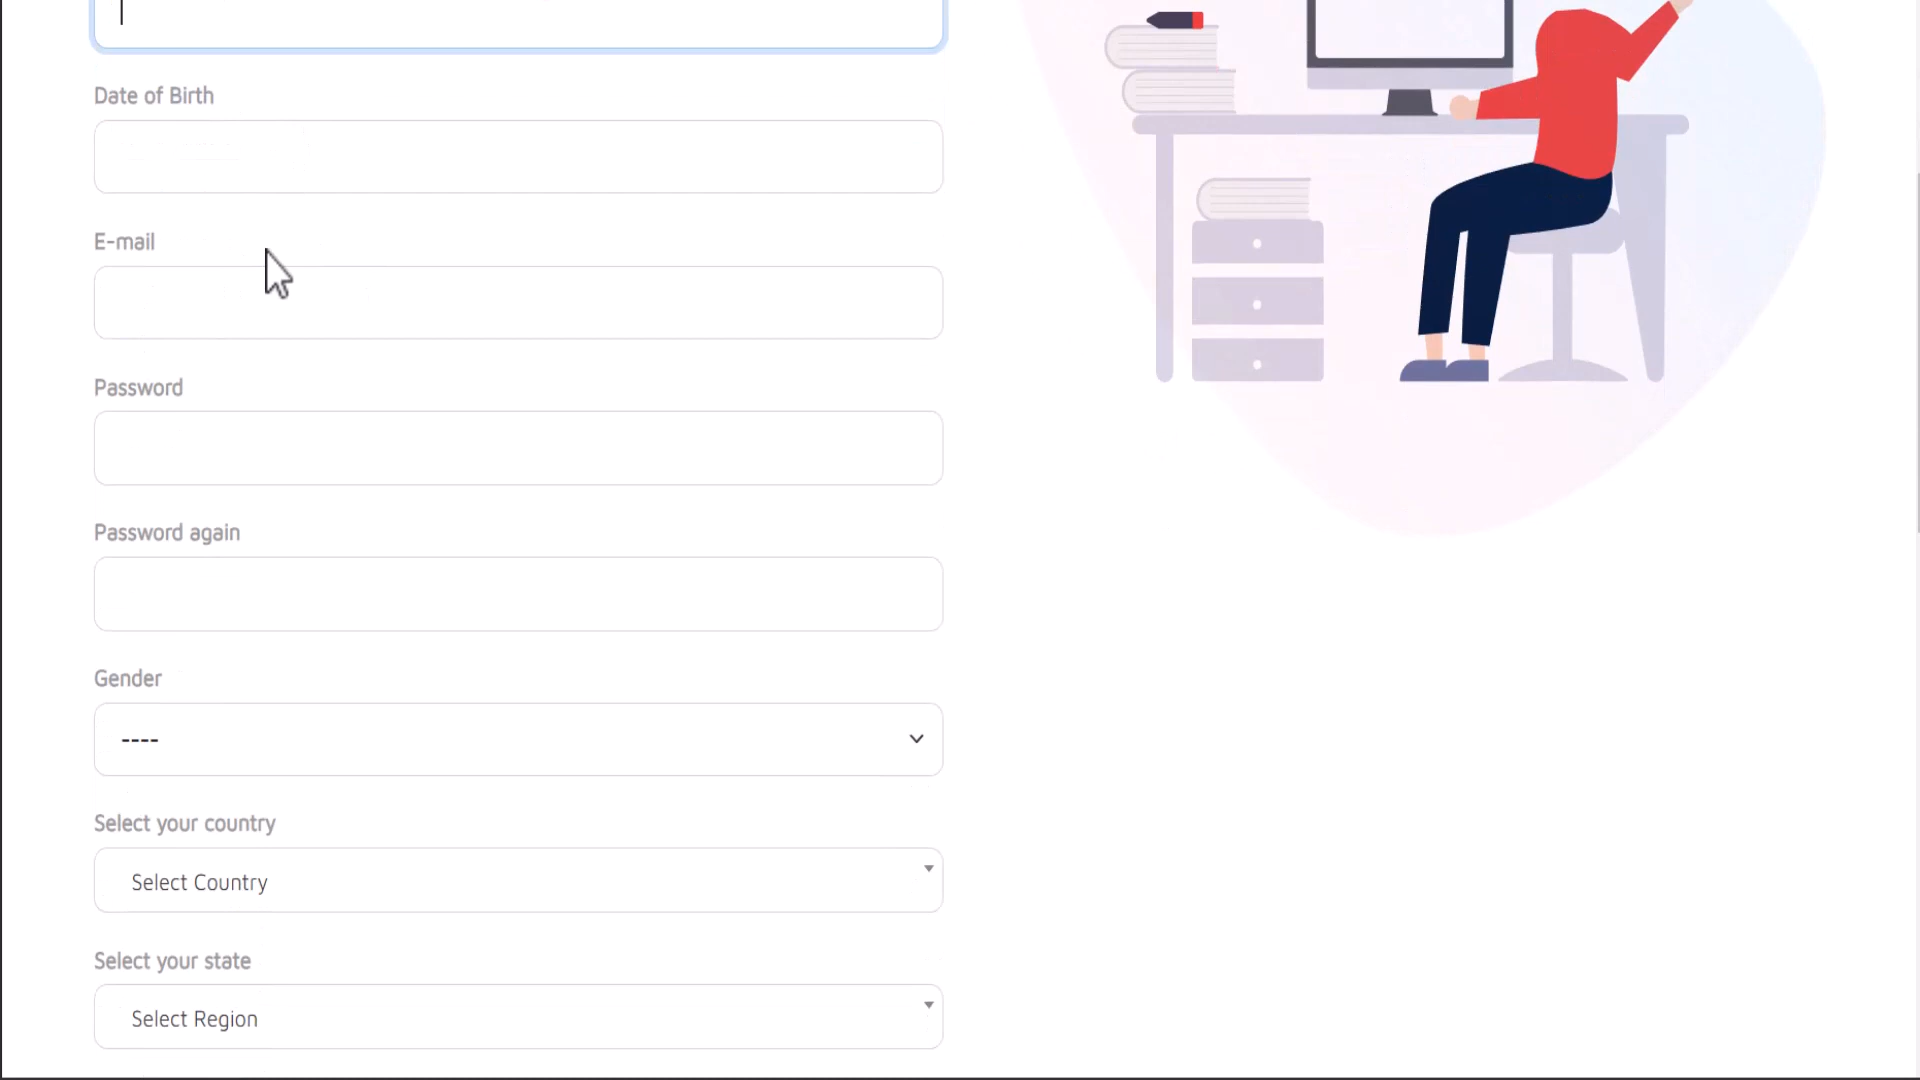 Date of Birth
E-mail
Password
Password again
Gender
----
Select your country
Select Country
Select your state
Select Region